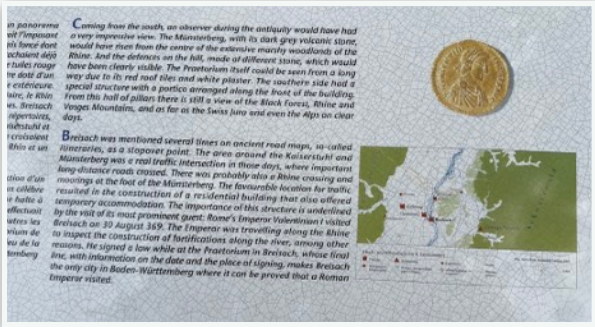 n panorama
Coming from the south, an observer during the antiquity would have had
a very impressive view. The Münsterberg, with its dark grey volcanic stone,
would have risen from the centre of the extensive marshy woodlands of the
Rhine. And the defences on the hill, made of different stone, which would
have been clearly visible. The Praetorium itself could be seen from a long
way due to its red roof tiles and white plaster. The southern side had a
special structure with a portico arranged along the front of the building.
From this hall of pillars there is still a view of the Black Forest, Rhine and
Vosges Mountains, and as far as the Swiss Jura and even the Alps on clear
days.
Breisach was mentioned several times on ancient road maps, so-called
itineraries, as a stopover point. The area around the Kaiserstuhl and
Münsterberg was a real traffic intersection in those days, where important
long-distance roads crossed. There was probably also a Rhine crossing and
moorings at the foot of the Münsterberg. The favourable location for traffic
resulted in the construction of a residential building that also offered
temporary accommodation. The importance of this structure is underlined
by the visit of its most prominent guest: Rome's Emperor Valentinian I visited
Breisach on 30 August 369. The Emperor was travelling along the Rhine
to inspect the construction of fortifications along the river, among other
reasons. He signed a law while at the Praetorium in Breisach, whose final
line, with information on the date and the place of signing, makes Breisach
the only city in Baden-Württemberg where it can be proved that a Roman
Emperor visited.